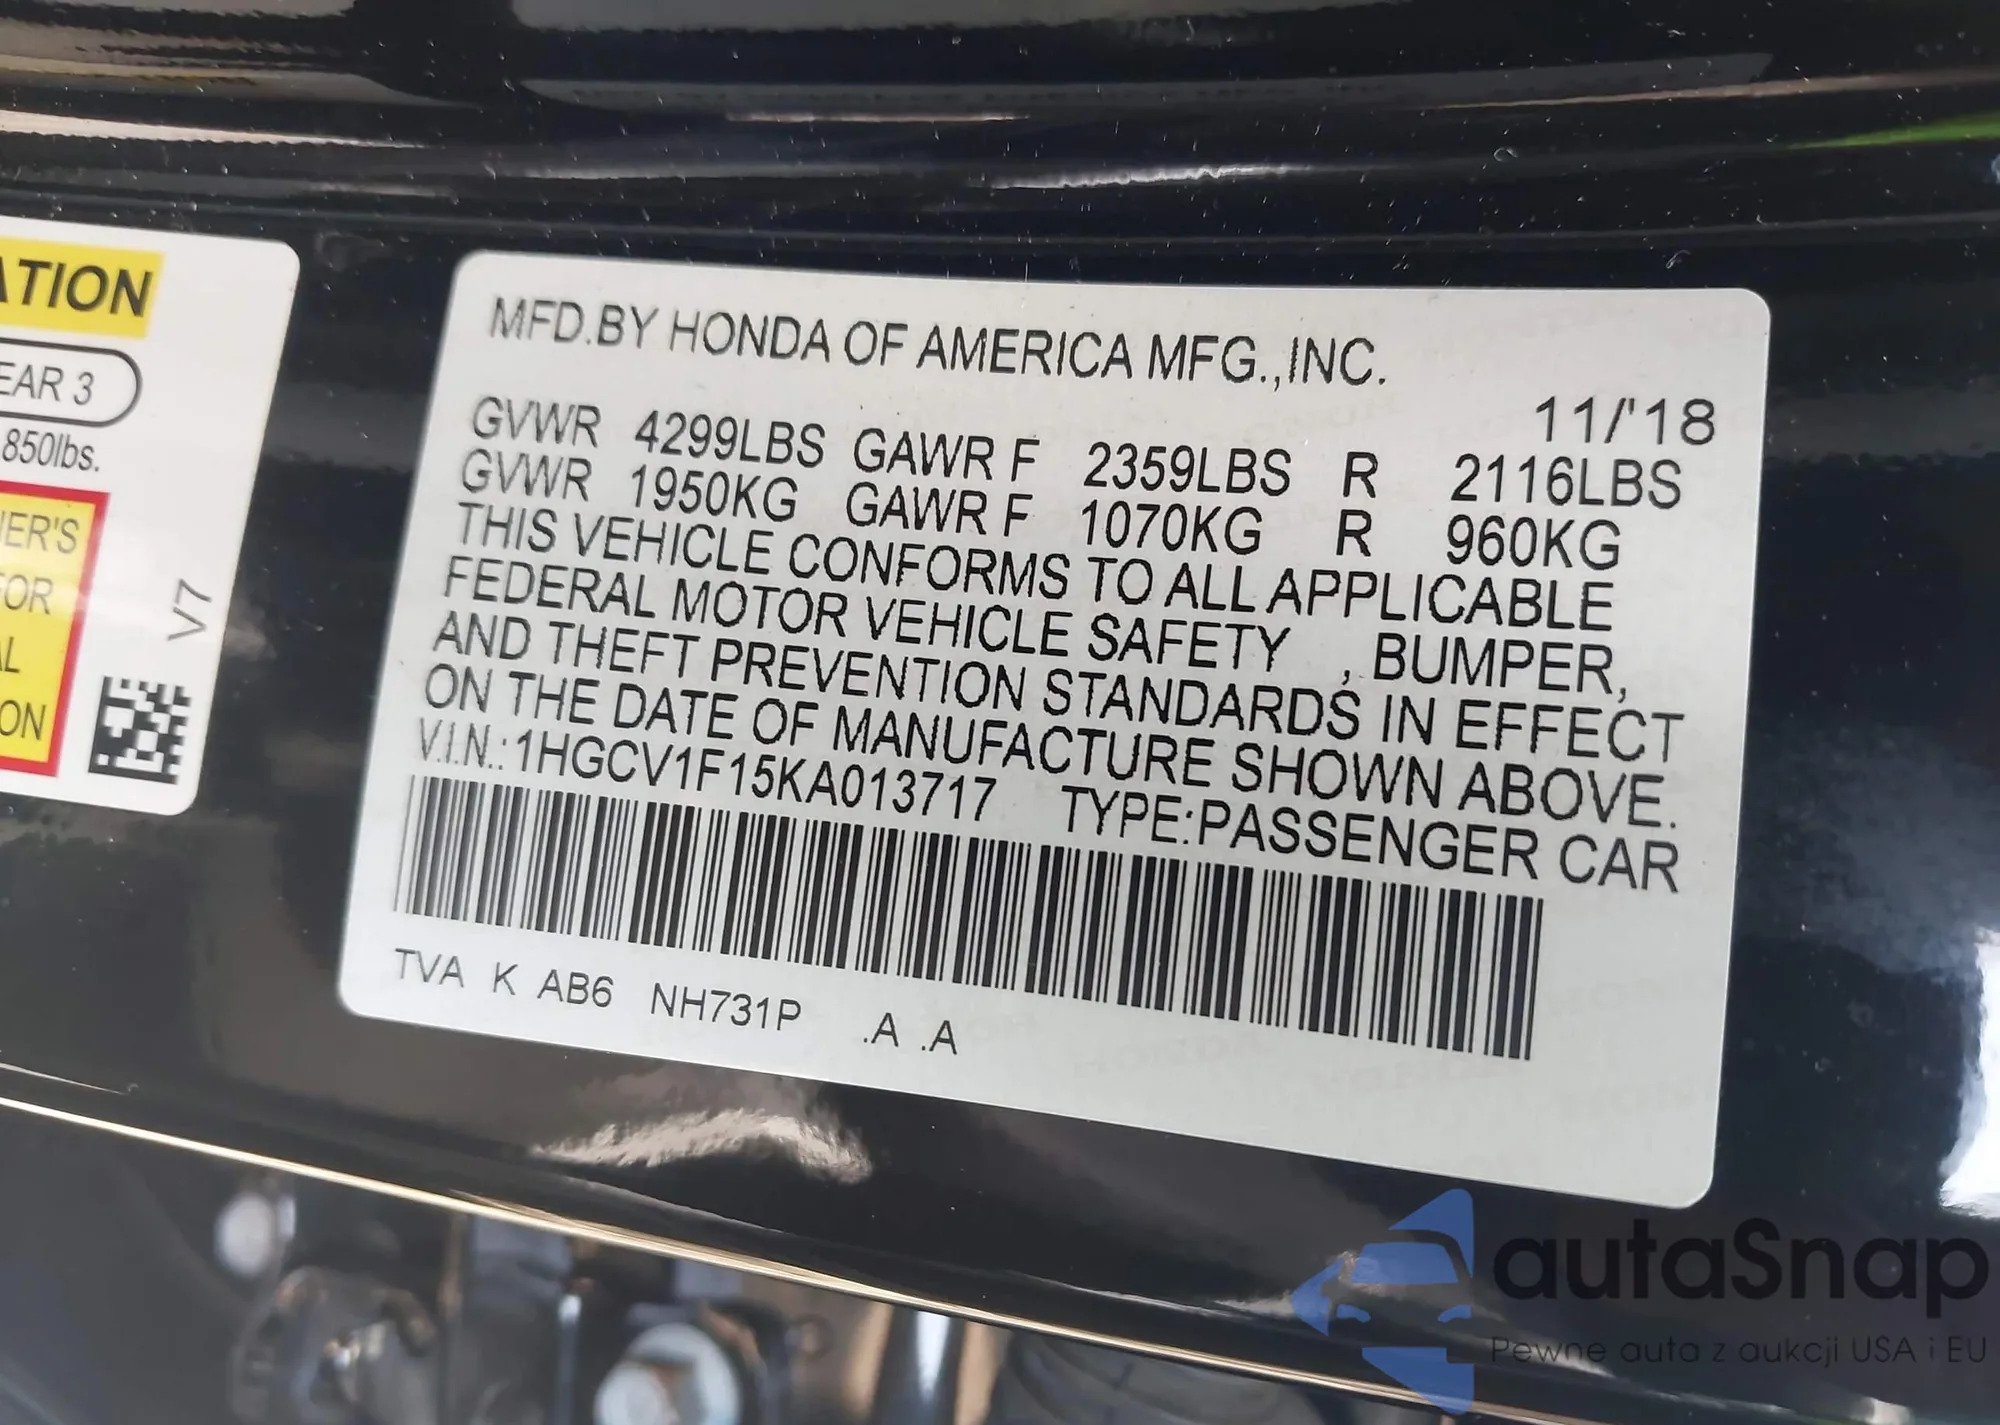 ATION
EAR 3
850lbs.
ER'S
FOR
AL
ON
V7
MFD.BY HONDA OF AMERICA MFG.,INC.
11/'18
GVWR 4299LBS GAWR F 2359LBS R 2116LBS
GVWR 1950KG GAWR F 1070KG R 960KG
THIS VEHICLE CONFORMS TO ALL APPLICABLE
FEDERAL MOTOR VEHICLE SAFETY , BUMPER,
AND THEFT PREVENTION STANDARDS IN EFFECT
ON THE DATE OF MANUFACTURE SHOWN ABOVE.
V.I.N.: 1HGCV1F15KA013717 TYPE:PASSENGER CAR
TVA K AB6 NH731P .A .A
autaSnap
Pewne auta z aukcji USA i EU